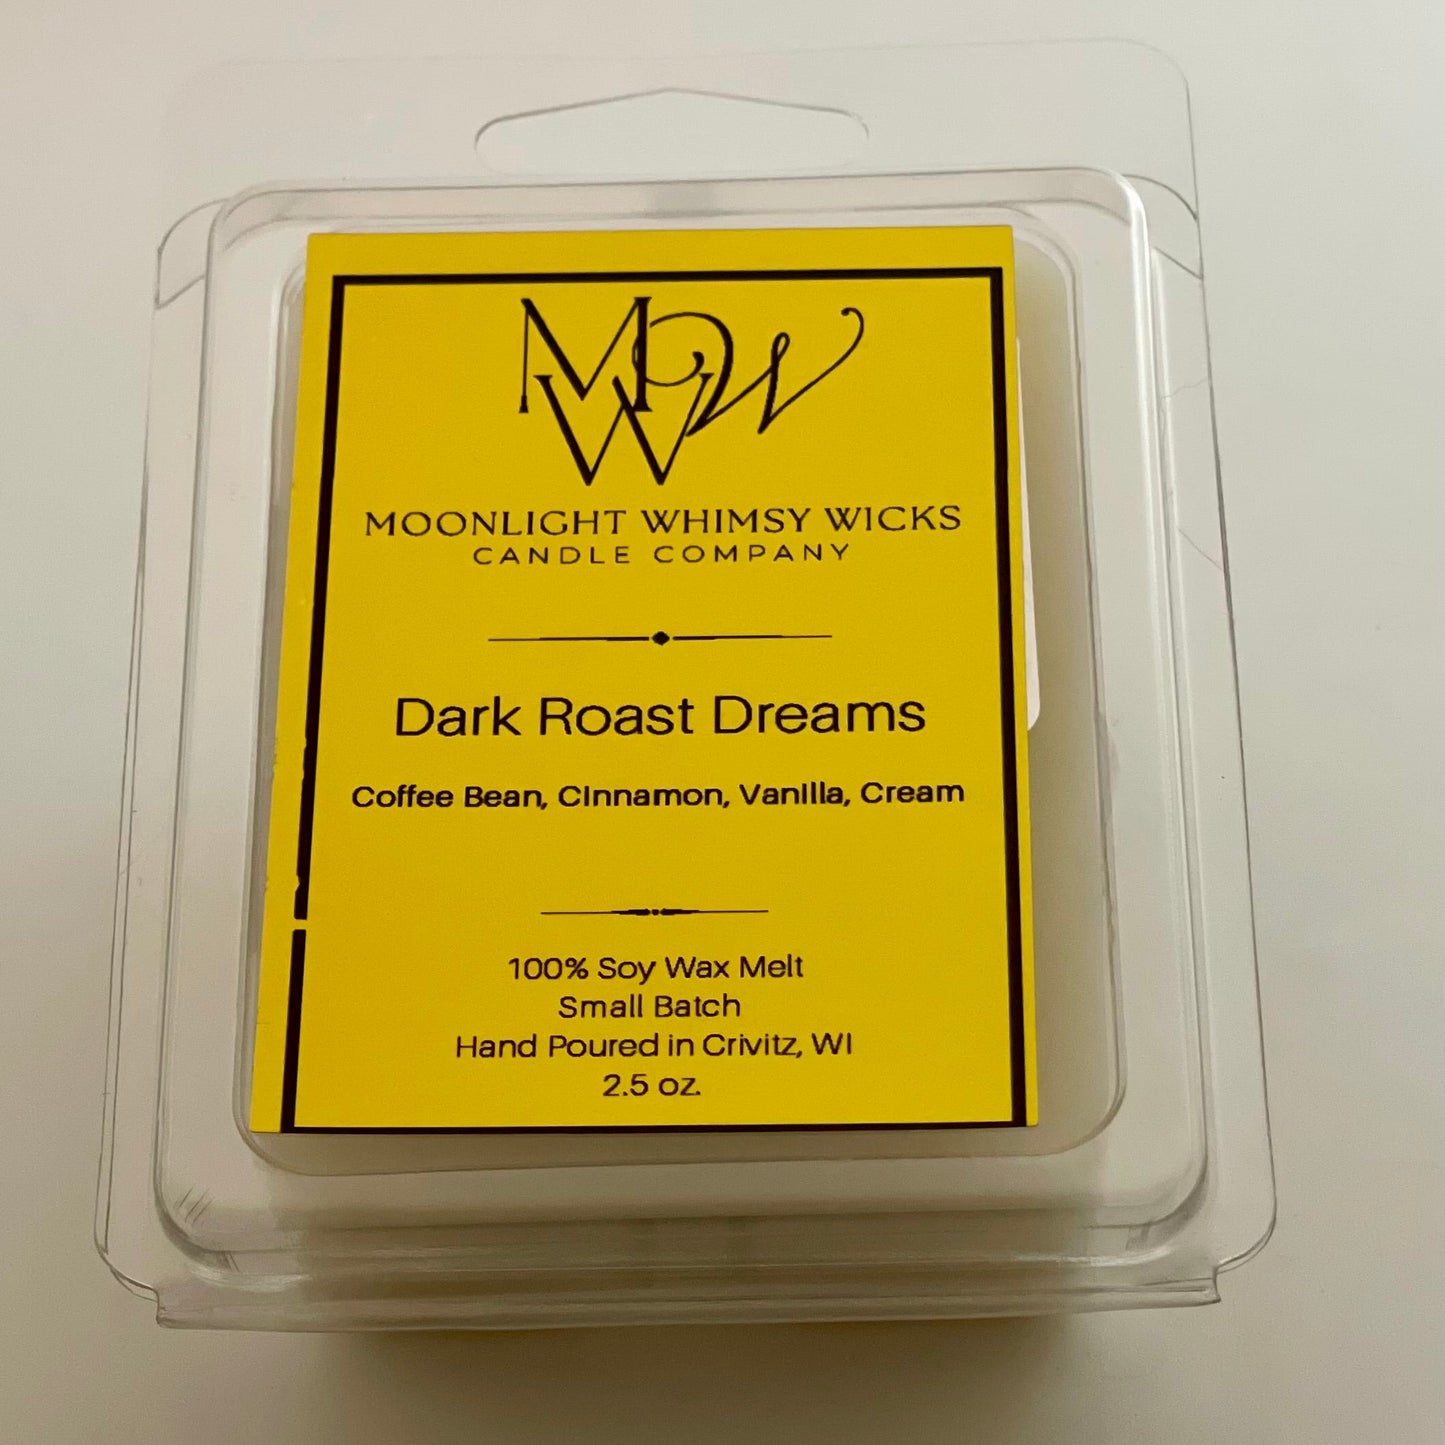 MWW
MOONLIGHT WHIMSY WICKS
CANDLE COMPANY
Dark Roast Dreams
Coffee Bean, Cinnamon, Vanilla, Cream
100% Soy Wax Melt
Small Batch
Hand Poured in Crivitz, WI
2.5 oz.